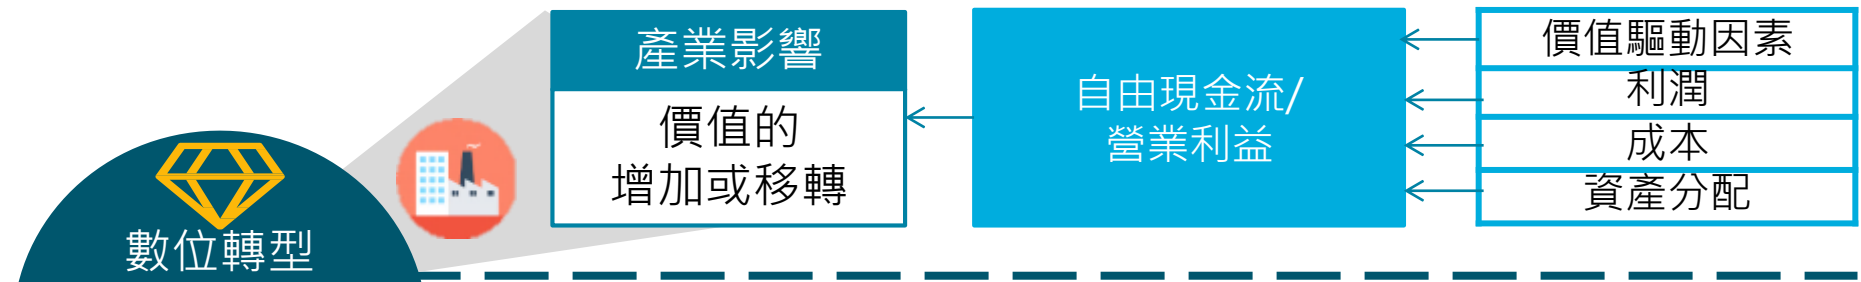 數位轉型
產業影響
價值的
增加或移轉
自由現金流/
營業利益
價值驅動因素
利潤
成本
資產分配